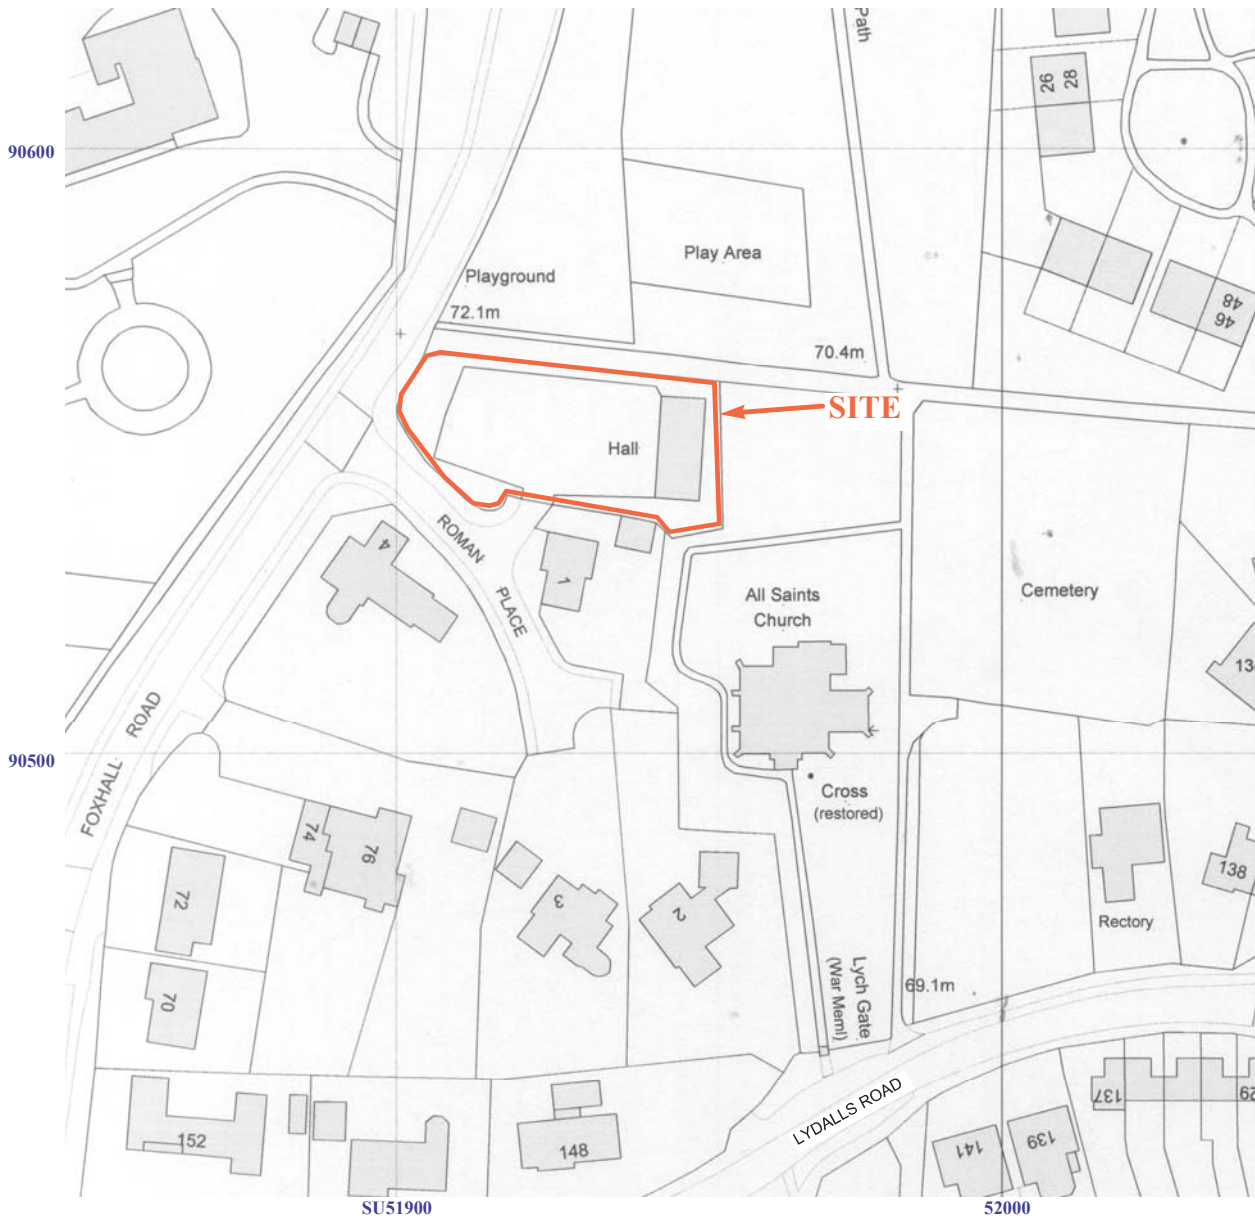 Path
26
28
90600
Play Area
Playground
72.1m
48
46
70.4m
SITE
Hall
ROMAN
PLACE
4
1
All Saints
Church
Cemetery
ROAD
FOXHALL
90500
Cross
(restored)
74
76
72
3
2
138
Rectory
70
Lych Gate
(War Meml)
69.1m
LYDALLS ROAD
137
152
148
141
139
SU51900
52000